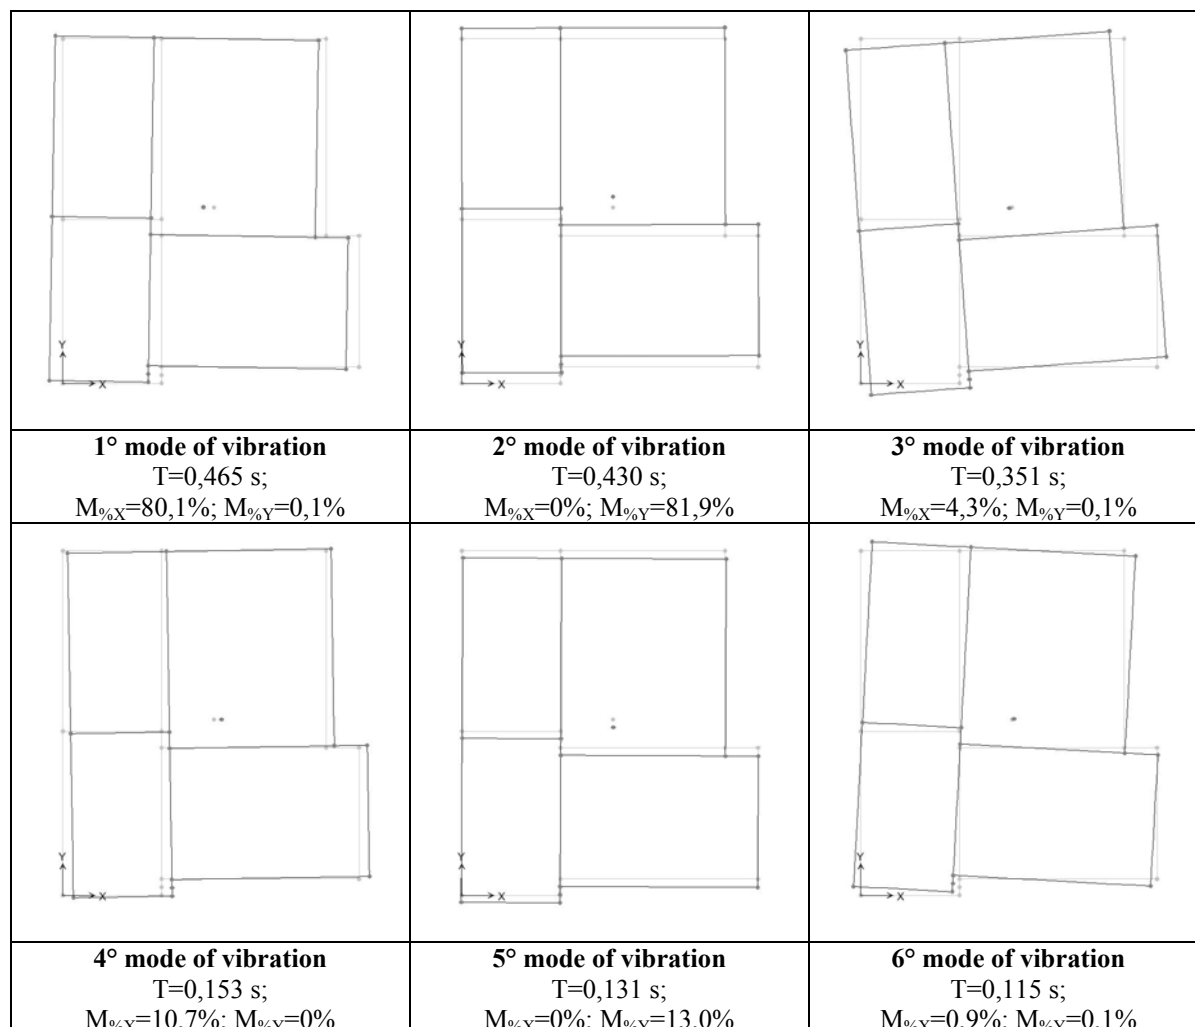 Y
X
Y
X
Y
X
1° mode of vibration
T=0,465 s;
M%X=80,1%; M%Y=0,1%
2° mode of vibration
T=0,430 s;
M%X=0%; M%Y=81,9%
3° mode of vibration
T=0,351 s;
M%X=4,3%; M%Y=0,1%
Y
X
Y
X
Y
X
4° mode of vibration
T=0,153 s;
M%X=10,7%; M%Y=0%
5° mode of vibration
T=0,131 s;
M%X=0%; M%Y=13,0%
6° mode of vibration
T=0,115 s;
M%X=0,9%; M%Y=0,1%